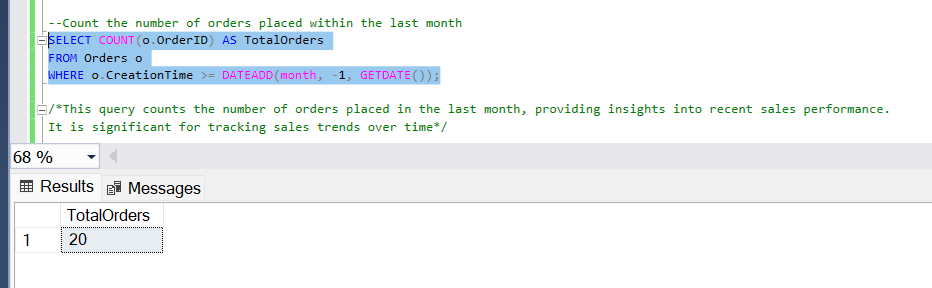 --Count the number of orders placed within the last month
SELECT COUNT(o.OrderID) AS TotalOrders
FROM Orders o
WHERE o.CreationTime >= DATEADD(month, -1, GETDATE());
/*This query counts the number of orders placed in the last month, providing insights into recent sales performance.
It is significant for tracking sales trends over time*/
68 %
Results Messages
TotalOrders
1 20